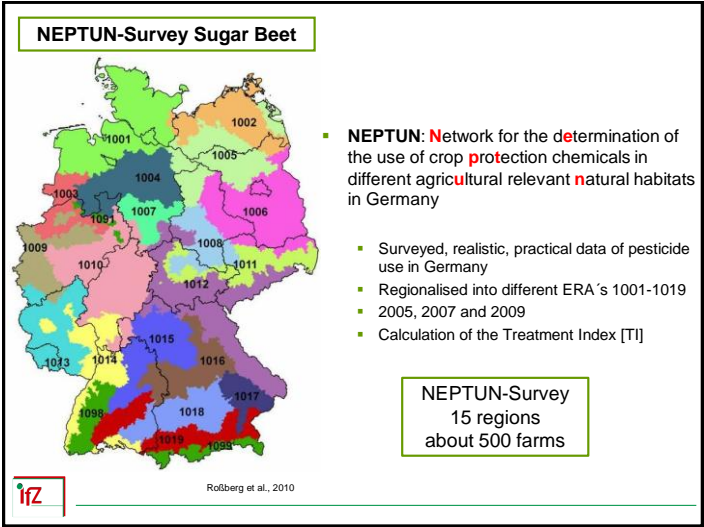 NEPTUN-Survey Sugar Beet
1002
1001
1005
1004
1003
1007
1006
1091
1008
1009
1010
1011
1012
1015
1013
1014
1016
1017
1098
1018
1019
1099
NEPTUN: Network for the determination of
the use of crop protection chemicals in
different agricultural relevant natural habitats
in Germany
Surveyed, realistic, practical data of pesticide
use in Germany
Regionalised into different ERA´s 1001-1019
2005, 2007 and 2009
Calculation of the Treatment Index [TI]
NEPTUN-Survey
15 regions
about 500 farms
Roßberg et al., 2010
IfZ